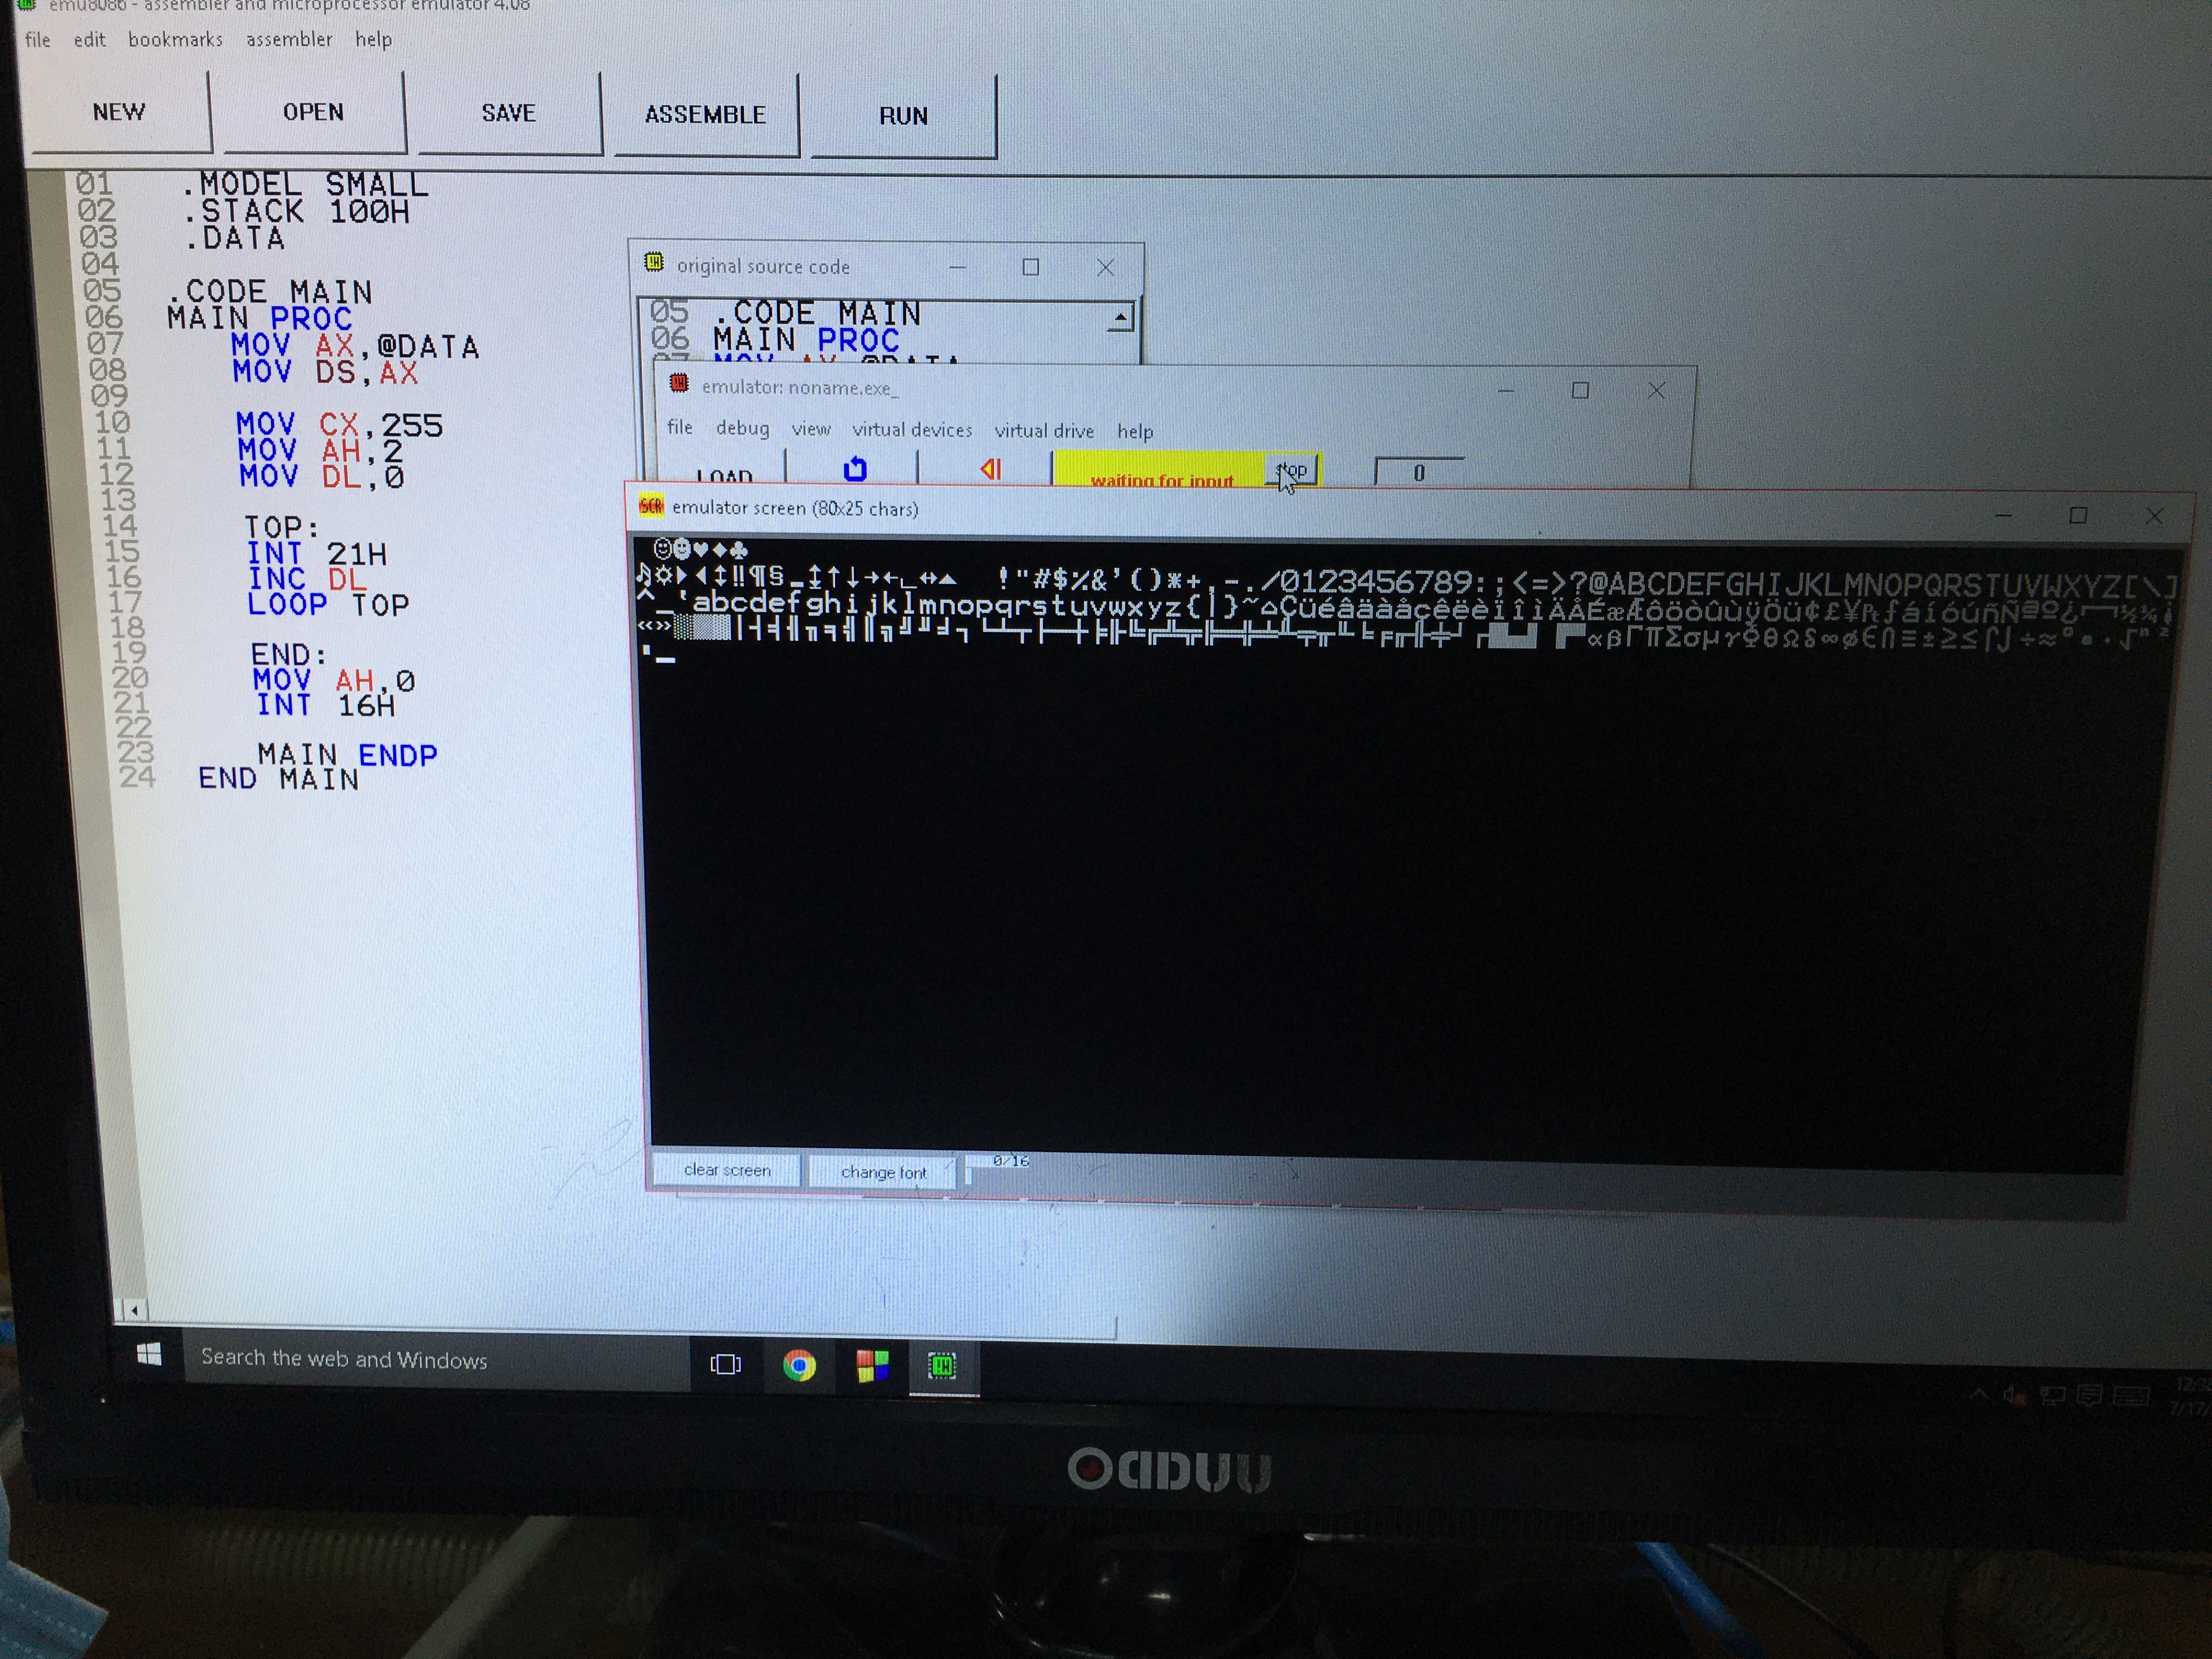 emu8086 - assembler and microprocessor emulator 4.08
file edit bookmarks assembler help
NEW OPEN SAVE ASSEMBLE RUN
01 .MODEL SMALL
02 .STACK 100H
03 .DATA
04
05 .CODE MAIN
06 MAIN PROC
07 MOV AX,@DATA
08 MOV DS,AX
09
10 MOV CX,255
11 MOV AH,2
12 MOV DL,0
13
14 TOP:
15 INT 21H
16 INC DL
17 LOOP TOP
18
19 END:
20 MOV AH,0
21 INT 16H
22
23 MAIN ENDP
24 END MAIN
original source code
05 .CODE MAIN
06 MAIN PROC
07 MOV AX,@DATA
emulator: noname.exe_
file debug view virtual devices virtual drive help
LOAD waiting for input stop 0
SCR emulator screen (80x25 chars)
☺☻♥♦♣
♫☼►◄↕‼¶§▬↨↑↓→←∟↔▲ !"#$%&'()*+,-./0123456789:;<=>?@ABCDEFGHIJKLMNOPQRSTUVWXYZ[\]
^_`abcdefghijklmnopqrstuvwxyz{|}~⌂ÇüéâäàåçêëèïîìÄÅÉæÆôöòûùÿÖÜ¢£¥₧ƒáíóúñÑªº¿⌐¬½¼¡
«»░▒▓│┤╡╢╖╕╣║╗╝╜╛┐└┴┬├─┼╞╟╚╔╩╦╠═╬╧╨╤╥╙╘╒╓╫╪┘┌█▄▌▐▀αßΓπΣσµτΦΘΩδ∞φε∩≡±≥≤⌠⌡÷≈°∙·√ⁿ²
■_
clear screen change font 0/16
Search the web and Windows